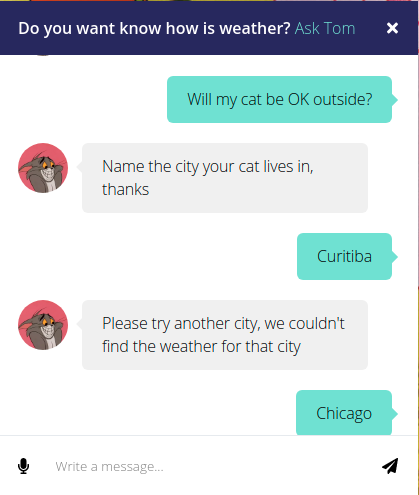 Do you want know how is weather? Ask Tom
Will my cat be OK outside?
Name the city your cat lives in,
thanks
Curitiba
Please try another city, we couldn't
find the weather for that city
Chicago
Write a message...